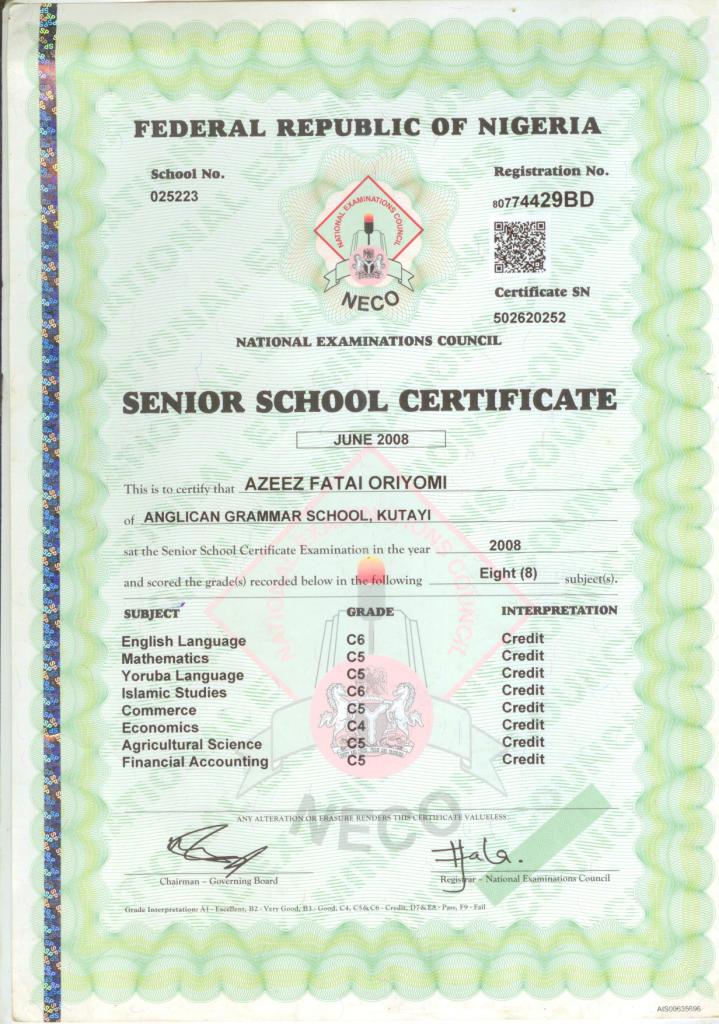 FEDERAL REPUBLIC OF NIGERIA
School No.
025223
Registration No.
80774429BD
NATIONAL EXAMINATIONS COUNCIL
NECO
Certificate SN
502620252
NATIONAL EXAMINATIONS COUNCIL
SENIOR SCHOOL CERTIFICATE
JUNE 2008
This is to certify that AZEEZ FATAI ORIYOMI
of ANGLICAN GRAMMAR SCHOOL, KUTAYI
sat the Senior School Certificate Examination in the year 2008
and scored the grade(s) recorded below in the following Eight (8) subject(s).
SUBJECT GRADE INTERPRETATION
English Language C6 Credit
Mathematics C5 Credit
Yoruba Language C5 Credit
Islamic Studies C6 Credit
Commerce C5 Credit
Economics C4 Credit
Agricultural Science C5 Credit
Financial Accounting C5 Credit
NATIONAL EXAMINATIONS COUNCIL
NECO
ANY ALTERATION OR ERASURE RENDERS THIS CERTIFICATE VALUELESS
Chairman – Governing Board
Registrar – National Examinations Council
Grade Interpretation: A1 - Excellent, B2 - Very Good, B3 - Good, C4, C5 & C6 - Credit, D7 & E8 - Pass, F9 - Fail